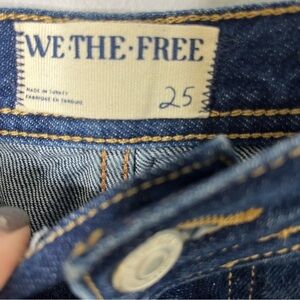 WE·THE·FREE
MADE IN TURKEY
FABRIQUÉ EN TURQUIE
25